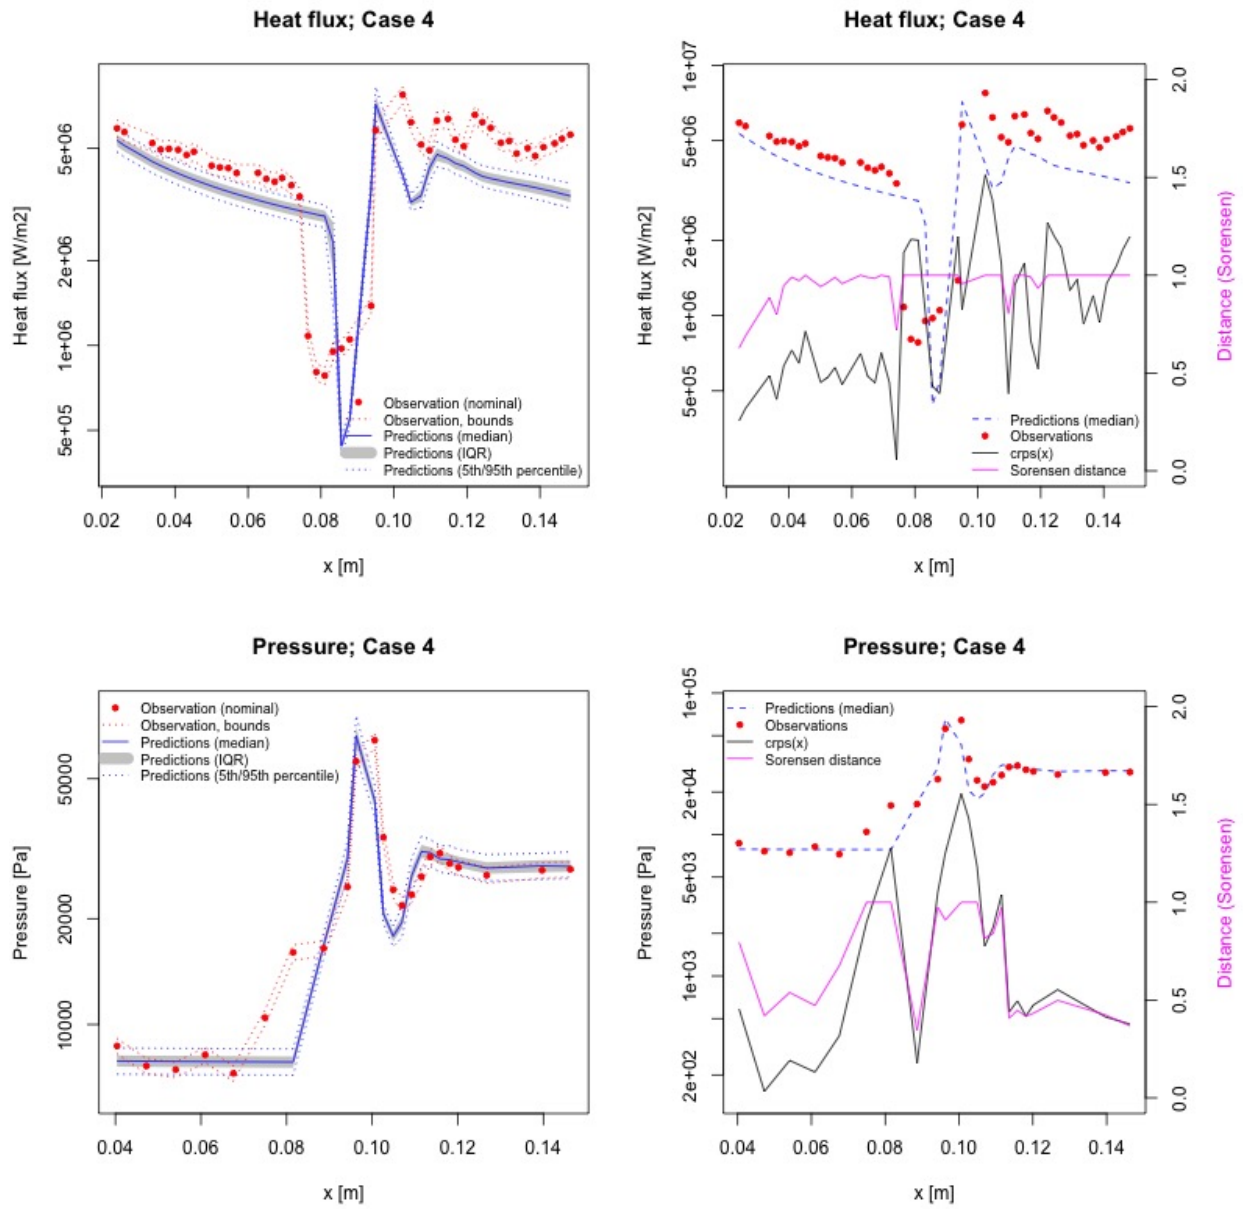 Heat flux; Case 4
Heat flux [W/m2]
5e+06
2e+06
1e+06
5e+05
Observation (nominal)
Observation, bounds
Predictions (median)
Predictions (IQR)
Predictions (5th/95th percentile)
0.02 0.04 0.06 0.08 0.10 0.12 0.14
x [m]
Heat flux; Case 4
Heat flux [W/m2]
1e+07
5e+06
2e+06
1e+06
5e+05
2.0
1.5
1.0
0.5
0.0
Distance (Sorensen)
Predictions (median)
Observations
crps(x)
Sorensen distance
0.02 0.04 0.06 0.08 0.10 0.12 0.14
x [m]
Pressure; Case 4
Pressure [Pa]
50000
20000
10000
Observation (nominal)
Observation, bounds
Predictions (median)
Predictions (IQR)
Predictions (5th/95th percentile)
0.04 0.06 0.08 0.10 0.12 0.14
x [m]
Pressure; Case 4
Pressure [Pa]
1e+05
2e+04
5e+03
1e+03
2e+02
2.0
1.5
1.0
0.5
0.0
Distance (Sorensen)
Predictions (median)
Observations
crps(x)
Sorensen distance
0.04 0.06 0.08 0.10 0.12 0.14
x [m]